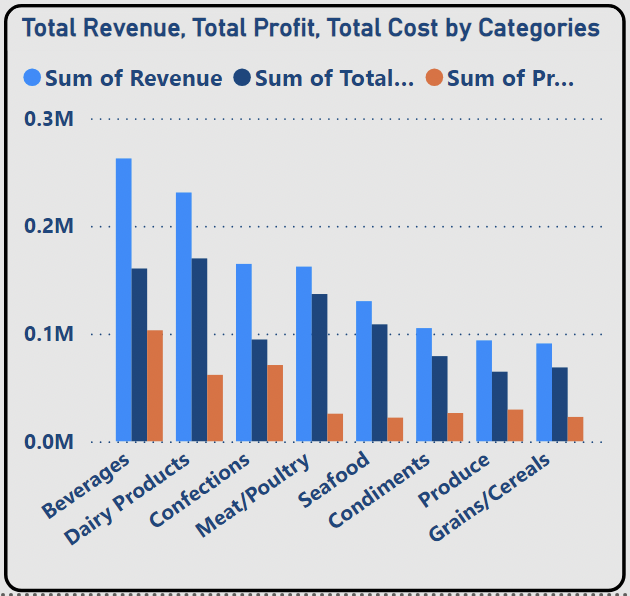 Total Revenue, Total Profit, Total Cost by Categories
Sum of Revenue Sum of Total... Sum of Pr...
0.3M
0.2M
0.1M
0.0M
Beverages
Dairy Products
Confections
Meat/Poultry
Seafood
Condiments
Produce
Grains/Cereals